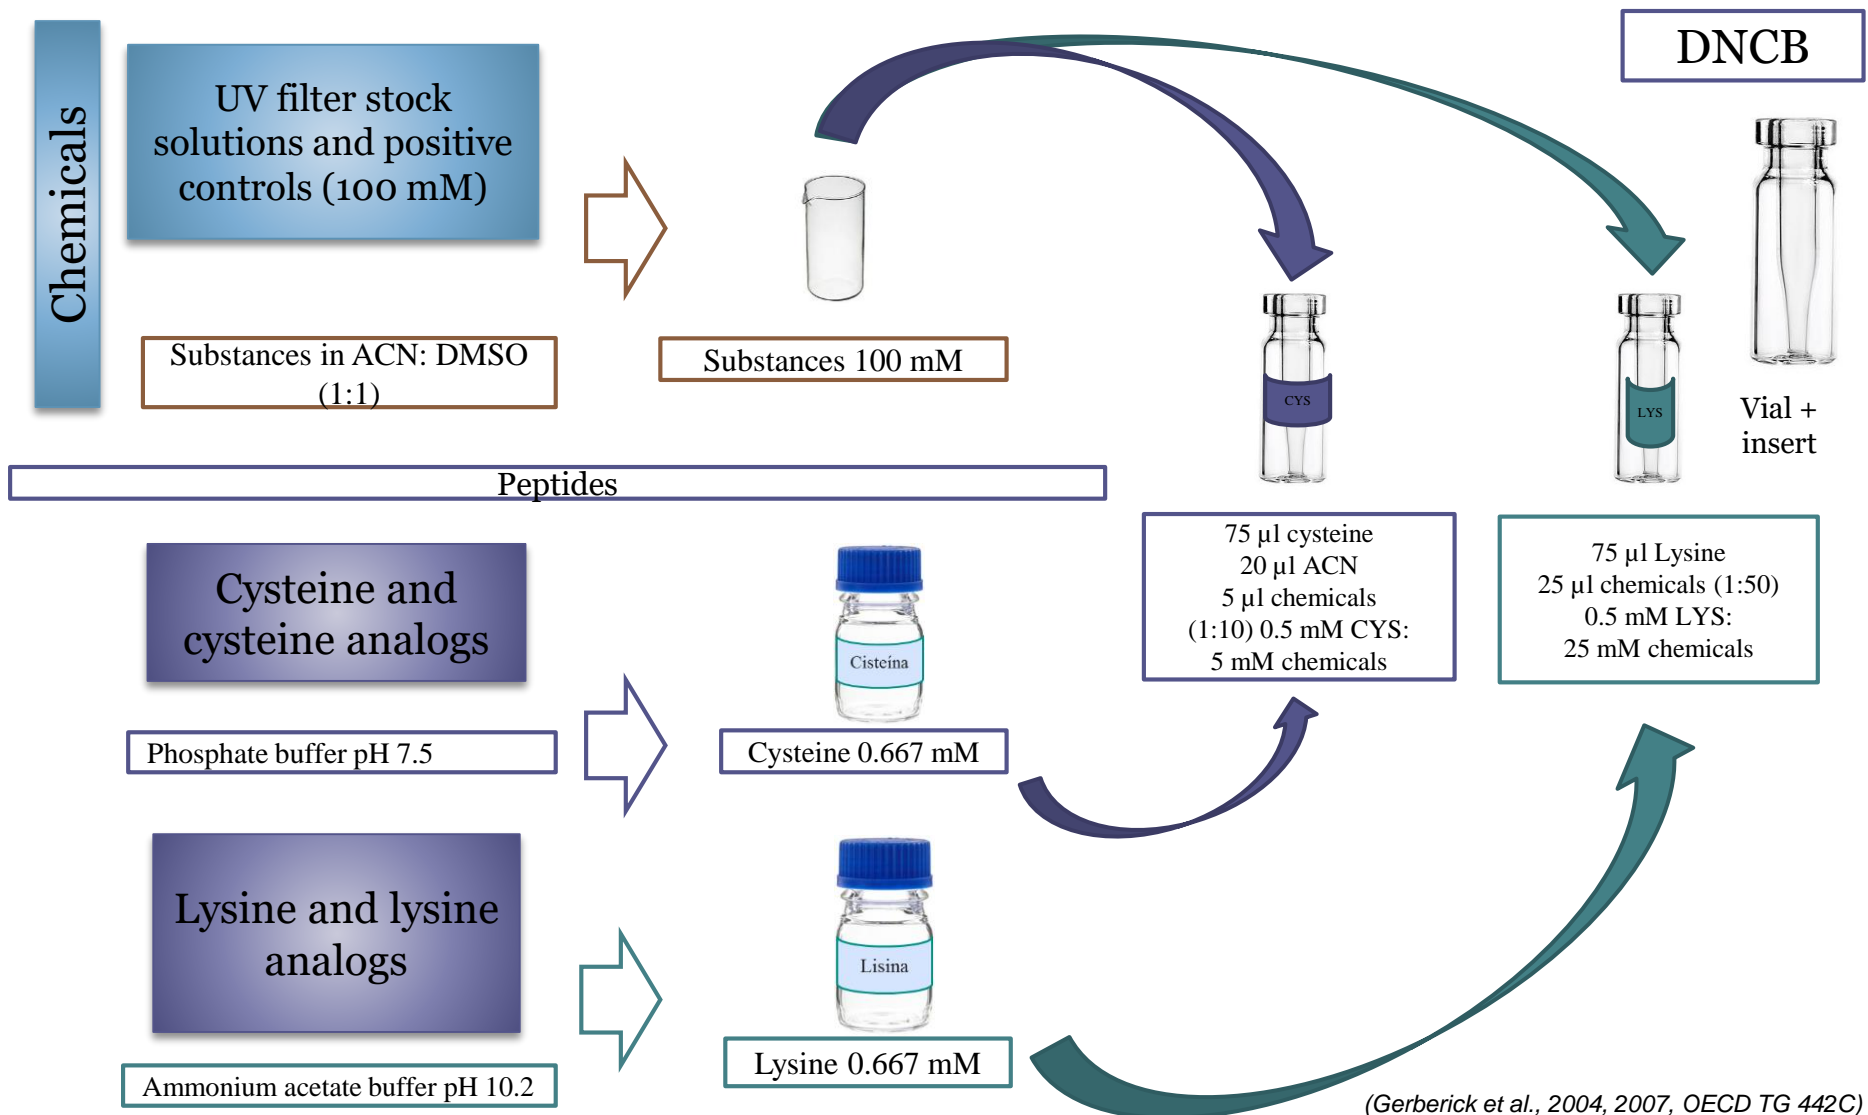 Chemicals
UV filter stock
solutions and positive
controls (100 mM)
Substances in ACN: DMSO
(1:1)
Substances 100 mM
DNCB
CYS
LYS
Vial +
insert
Peptides
75 µl cysteine
20 µl ACN
5 µl chemicals
(1:10) 0.5 mM CYS:
5 mM chemicals
75 µl Lysine
25 µl chemicals (1:50)
0.5 mM LYS:
25 mM chemicals
Cysteine and
cysteine analogs
Cisteína
Phosphate buffer pH 7.5
Cysteine 0.667 mM
Lysine and lysine
analogs
Lisina
Ammonium acetate buffer pH 10.2
Lysine 0.667 mM
(Gerberick et al., 2004, 2007, OECD TG 442C)